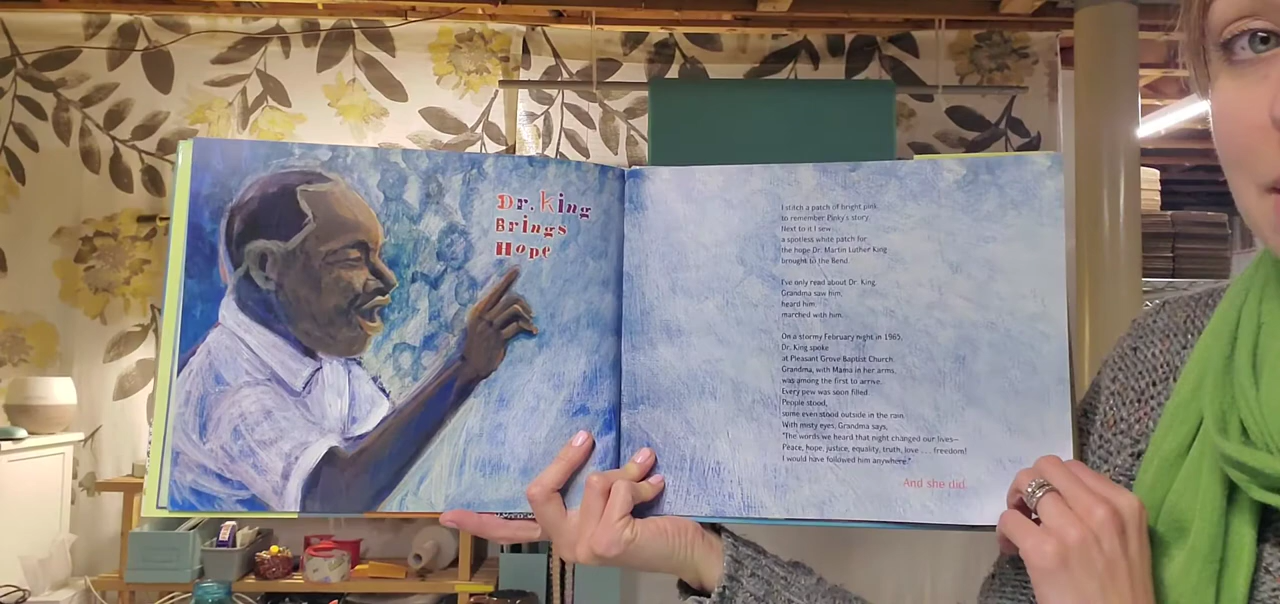 Dr. King
Brings
Hope
I stitch a patch of bright pink
to remember Pinky's story.
Next to it I sew
a spotless white patch for
the hope Dr. Martin Luther King
brought to the Bend.
I've only read about Dr. King.
Grandma saw him,
heard him,
marched with him.
On a stormy February night in 1965,
Dr. King spoke
at Pleasant Grove Baptist Church.
Grandma, with Mama in her arms,
was among the first to arrive.
Every pew was soon filled.
People stood,
some even stood outside in the rain.
With misty eyes, Grandma says,
"The words we heard that night changed our lives—
Peace, hope, justice, equality, truth, love . . . freedom!
I would have followed him anywhere."
And she did.